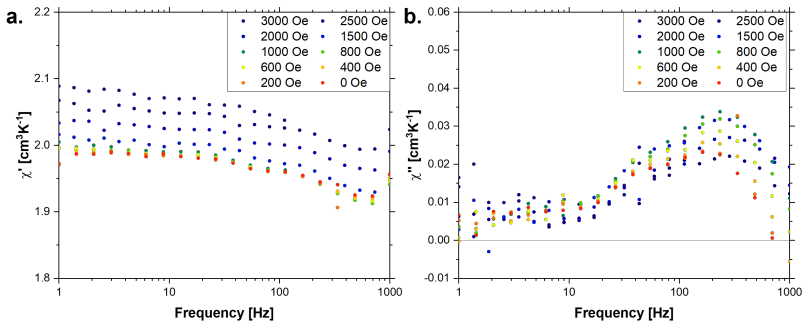 a.
3000 Oe 2500 Oe
2000 Oe 1500 Oe
1000 Oe 800 Oe
600 Oe 400 Oe
200 Oe 0 Oe
2.2
2.1
2.0
1.9
1.8
χ' [cm³K⁻¹]
1 10 100 1000
Frequency [Hz]
b.
3000 Oe 2500 Oe
2000 Oe 1500 Oe
1000 Oe 800 Oe
600 Oe 400 Oe
200 Oe 0 Oe
0.06
0.05
0.04
0.03
0.02
0.01
0.00
-0.01
χ'' [cm³K⁻¹]
1 10 100 1000
Frequency [Hz]